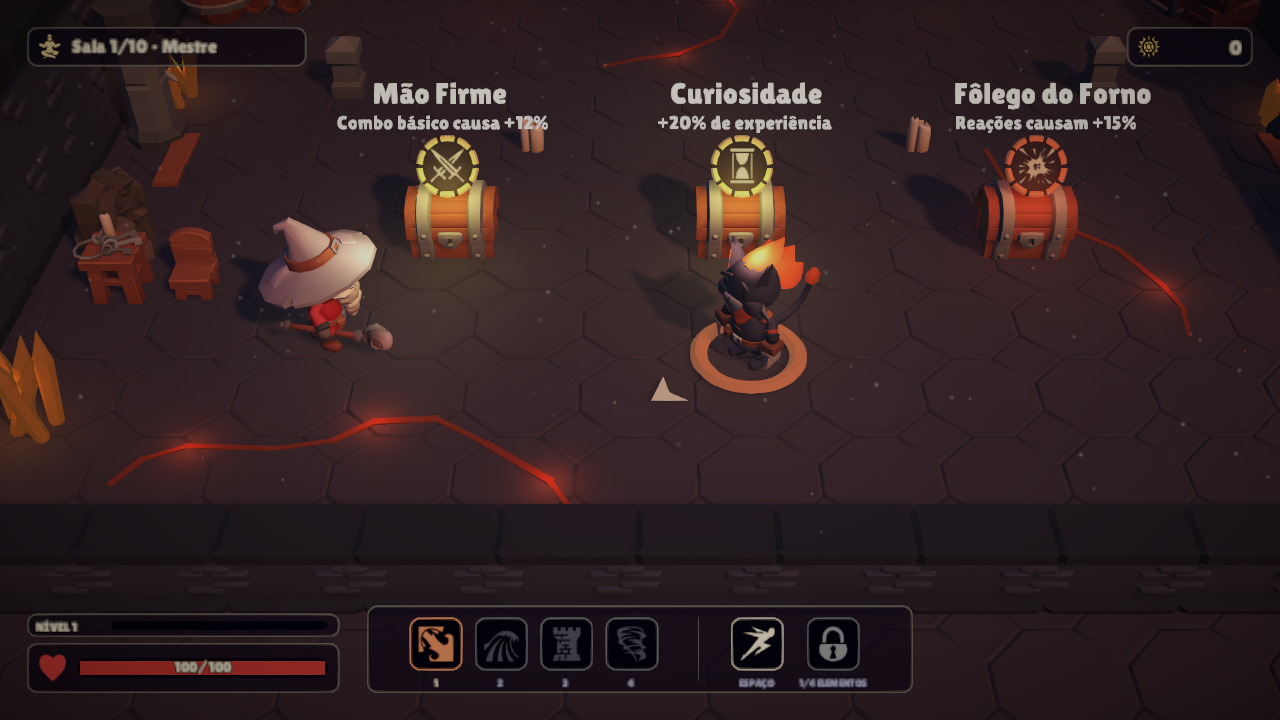 Sala 1/10 · Mestre
0
Mão Firme
Combo básico causa +12%
Curiosidade
+20% de experiência
Fôlego do Forno
Reações causam +15%
NÍVEL 1
100/100
1
2
3
4
ESPAÇO
1/4 ELEMENTOS